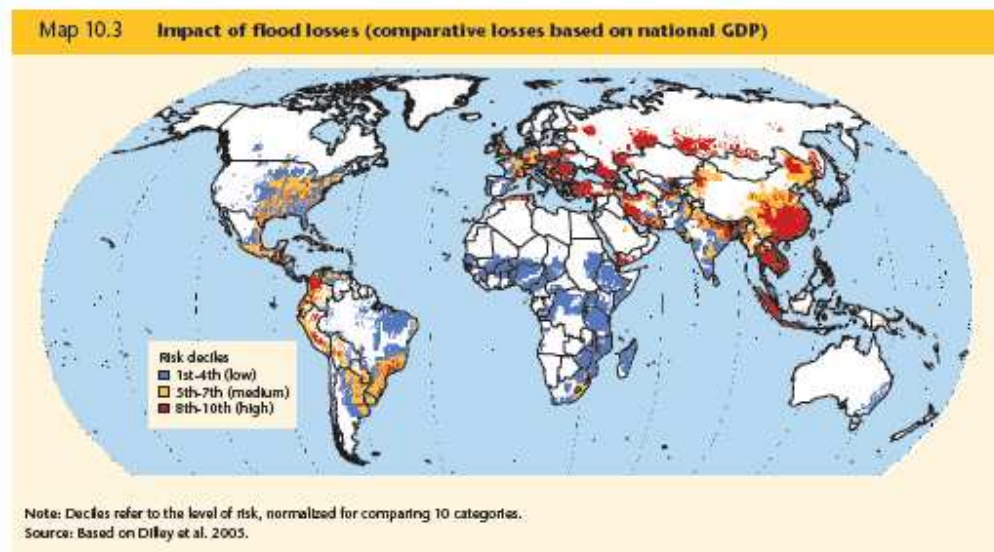 Map 10.3 Impact of flood losses (comparative losses based on national GDP)
Risk deciles
1st-4th (low)
5th-7th (medium)
8th-10th (high)
Note: Deciles refer to the level of risk, normalized for comparing 10 categories.
Source: Based on Dilley et al. 2005.